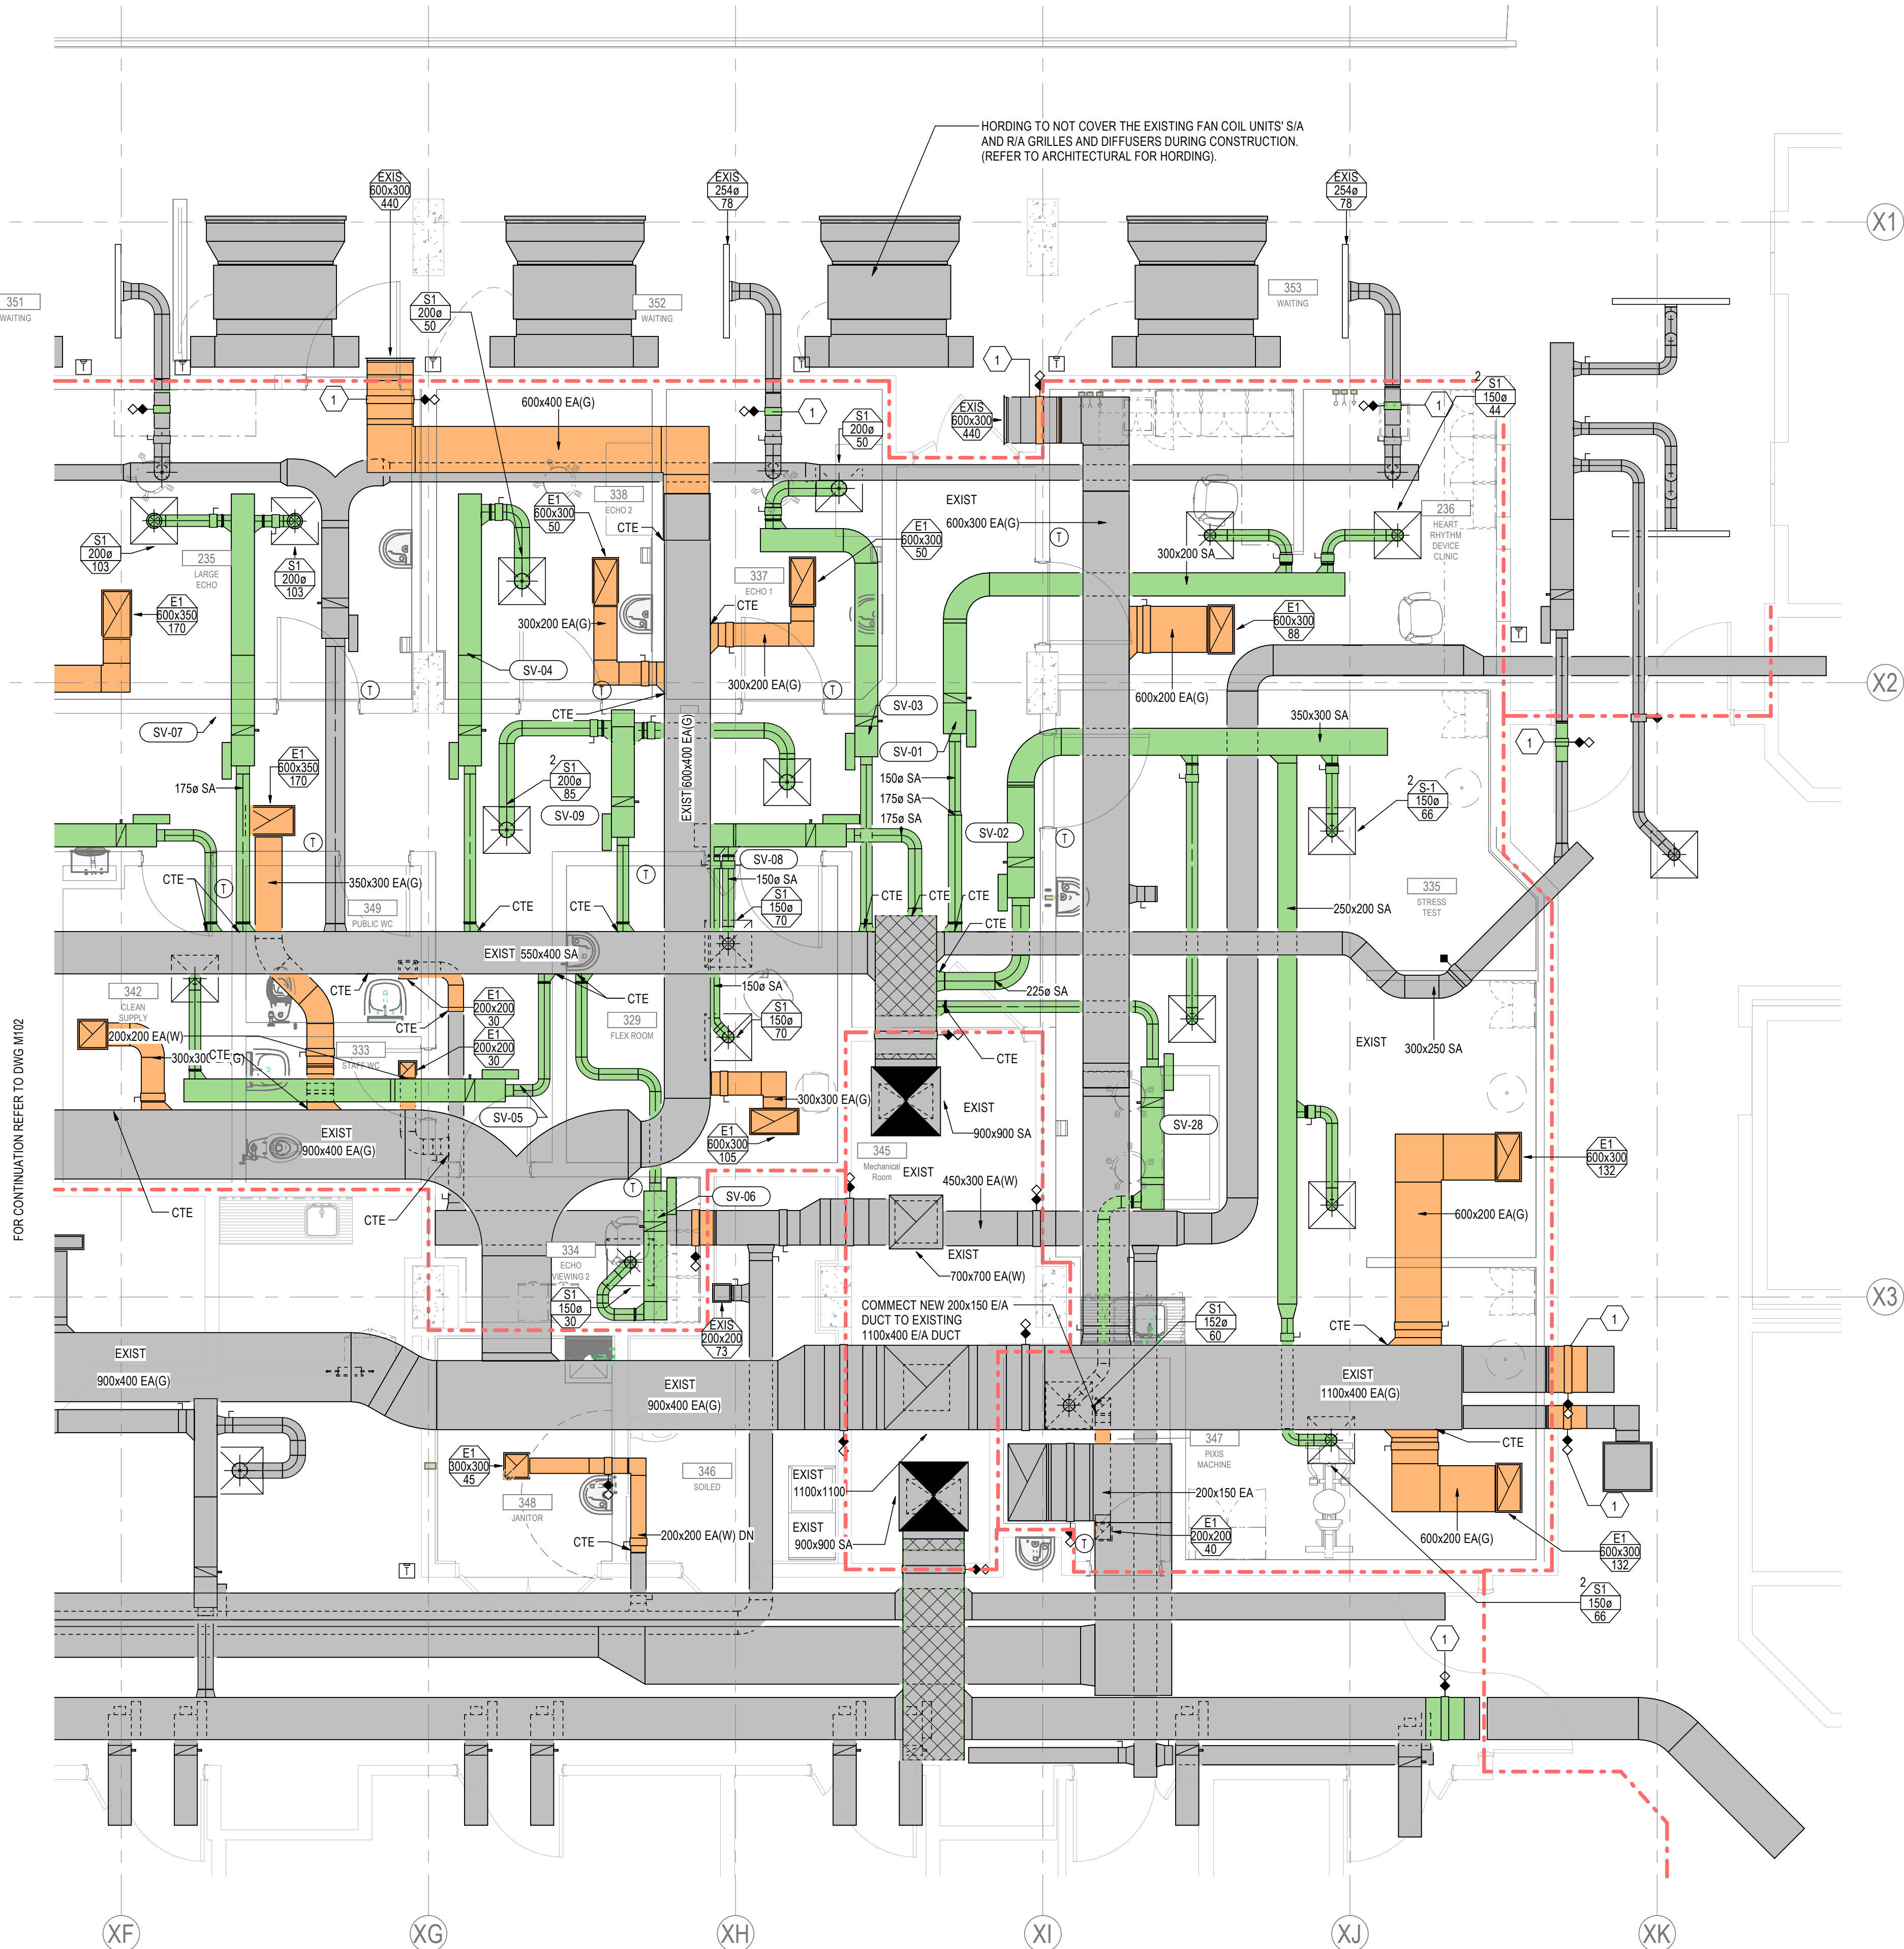 HORDING TO NOT COVER THE EXISTING FAN COIL UNITS' S/A
AND R/A GRILLES AND DIFFUSERS DURING CONSTRUCTION.
(REFER TO ARCHITECTURAL FOR HORDING).
EXIS
600x300
440
EXIS
254ø
78
EXIS
254ø
78
X1
351
WAITING
352
WAITING
353
WAITING
S1
200ø
50
T
T
T
T
T
1
1
1
1
600x400 EA(G)
S1
200ø
50
EXIS
600x300
440
2
S1
150ø
44
338
ECHO 2
E1
600x300
50
CTE
EXIST
600x300 EA(G)
236
HEART
RHYTHM
DEVICE
CLINIC
S1
200ø
103
235
LARGE
ECHO
S1
200ø
103
E1
600x300
50
T
300x200 SA
337
ECHO 1
CTE
E1
600x350
170
300x200 EA(G)
E1
600x300
88
T
SV-04
300x200 EA(G)
T
T
T
600x200 EA(G)
X2
SV-07
CTE
SV-03
350x300 SA
SV-01
1
E1
600x350
170
2
S1
200ø
85
175ø SA
SV-09
EXIST 600x400 EA(G)
150ø SA
175ø SA
175ø SA
2
S-1
150ø
66
T
SV-02
T
SV-08
CTE
T
350x300 EA(G)
T
150ø SA
335
STRESS
TEST
349
PUBLIC WC
CTE
CTE
S1
150ø
70
CTE
CTE
CTE
250x200 SA
CTE
EXIST 550x400 SA
342
CLEAN
SUPPLY
CTE
E1
200x200
30
CTE
CTE
150ø SA
225ø SA
329
FLEX ROOM
S1
150ø
70
CTE
200x200 EA(W)
300x300 EA(G)
CTE
333
STAFF WC
E1
200x200
30
CTE
EXIST
300x250 SA
FOR CONTINUATION REFER TO DWG M102
SV-05
300x300 EA(G)
EXIST
900x900 SA
SV-28
EXIST
900x400 EA(G)
E1
600x300
105
345
Mechanical
Room
EXIST
E1
600x300
132
CTE
CTE
T
SV-06
450x300 EA(W)
600x200 EA(G)
334
ECHO
VIEWING 2
EXIST
700x700 EA(W)
S1
150ø
30
EXIS
200x200
73
COMMECT NEW 200x150 E/A
DUCT TO EXISTING
1100x400 E/A DUCT
S1
152ø
60
X3
CTE
1
EXIST
900x400 EA(G)
EXIST
900x400 EA(G)
EXIST
1100x400 EA(G)
CTE
E1
300x300
45
346
SOILED
347
PIXIS
MACHINE
EXIST
1100x1100
200x150 EA
348
JANITOR
1
EXIST
900x900 SA
200x200 EA(W) DN
CTE
T
E1
200x200
40
600x200 EA(G)
E1
600x300
132
T
2
S1
150ø
66
1
XF
XG
XH
XI
XJ
XK